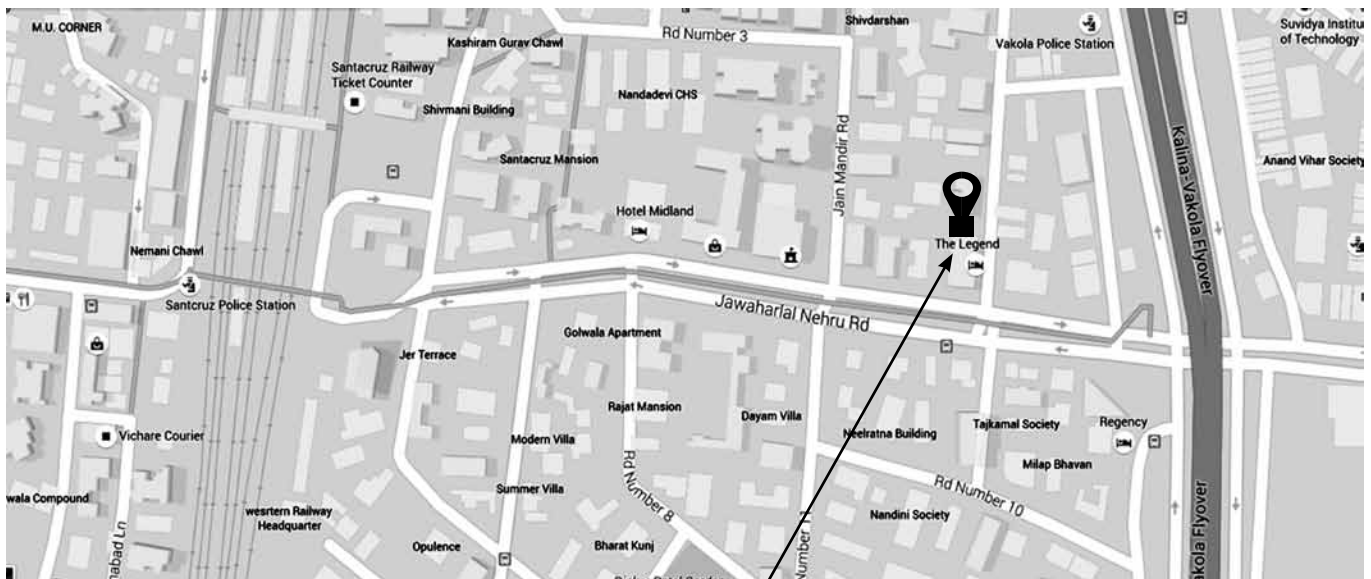 M.U. CORNER
Rd Number 3
Shivdarshan
Vakola Police Station
Suvidya Institu
of Technology
Kashiram Gurav Chawl
Santacruz Railway
Ticket Counter
Shivmani Building
Nandadevi CHS
Santacruz Mansion
Jain Mandir Rd
Kalina-Vakola Flyover
Anand Vihar Society
Hotel Midland
Nemani Chawl
The Legend
Santcruz Police Station
Jawaharlal Nehru Rd
Golwala Apartment
Jer Terrace
Rajat Mansion
Dayam Villa
Neelratna Building
Tajkamal Society
Regency
Vichare Courier
Modern Villa
Milap Bhavan
wala Compound
Summer Villa
Rd Number 8
Rd Number 10
wesrtern Railway
Headquarter
Nandini Society
abad Ln
Opulence
Bharat Kunj
Number 11
akola Flyover